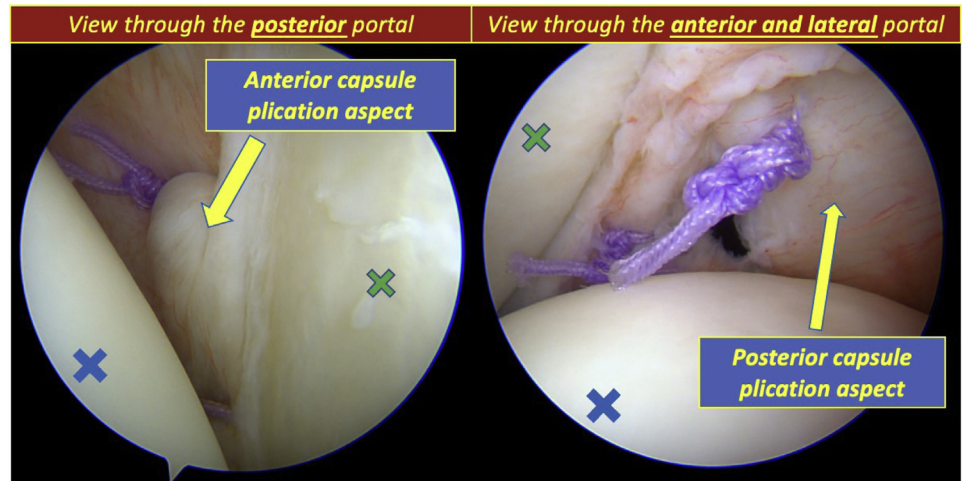 View through the posterior portal
View through the anterior and lateral portal
Anterior capsule
plication aspect
Posterior capsule
plication aspect